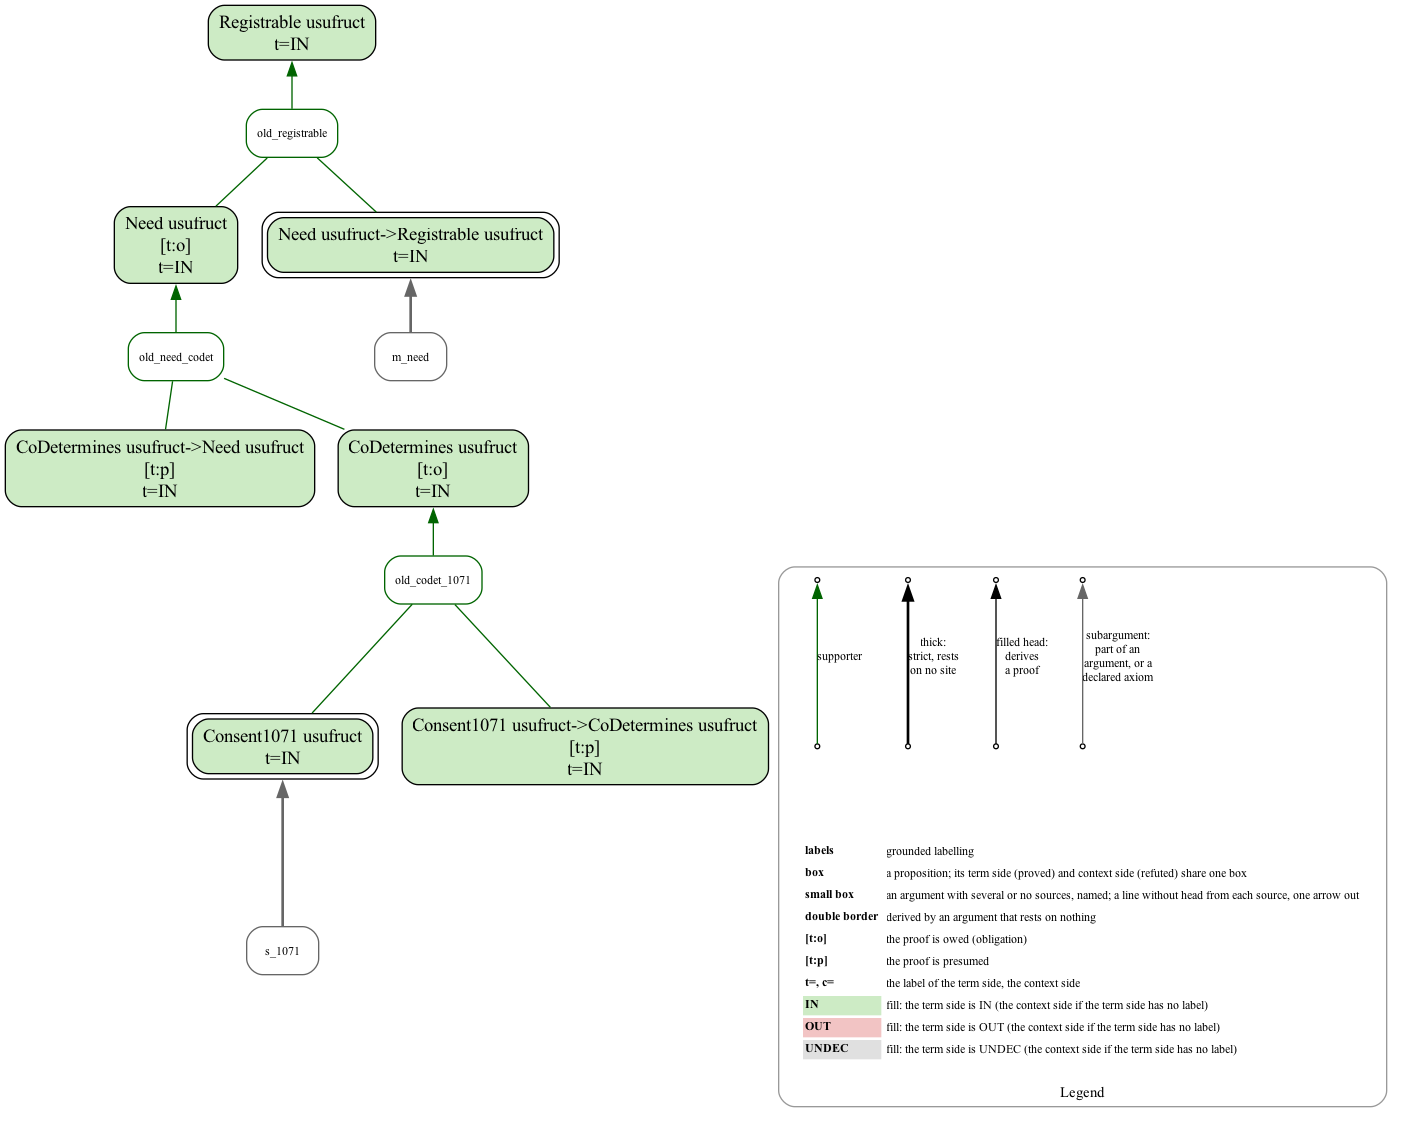 Registrable usufruct
t=IN
old_registrable
Need usufruct
[t:o]
t=IN
Need usufruct->Registrable usufruct
t=IN
old_need_codet
m_need
CoDetermines usufruct->Need usufruct
[t:p]
t=IN
CoDetermines usufruct
[t:o]
t=IN
old_codet_1071
Consent1071 usufruct
t=IN
Consent1071 usufruct->CoDetermines usufruct
[t:p]
t=IN
s_1071
supporter
thick:
strict, rests
on no site
filled head:
derives
a proof
subargument:
part of an
argument, or a
declared axiom
labels grounded labelling
box a proposition; its term side (proved) and context side (refuted) share one box
small box an argument with several or no sources, named; a line without head from each source, one arrow out
double border derived by an argument that rests on nothing
[t:o] the proof is owed (obligation)
[t:p] the proof is presumed
t=, c= the label of the term side, the context side
IN fill: the term side is IN (the context side if the term side has no label)
OUT fill: the term side is OUT (the context side if the term side has no label)
UNDEC fill: the term side is UNDEC (the context side if the term side has no label)
Legend